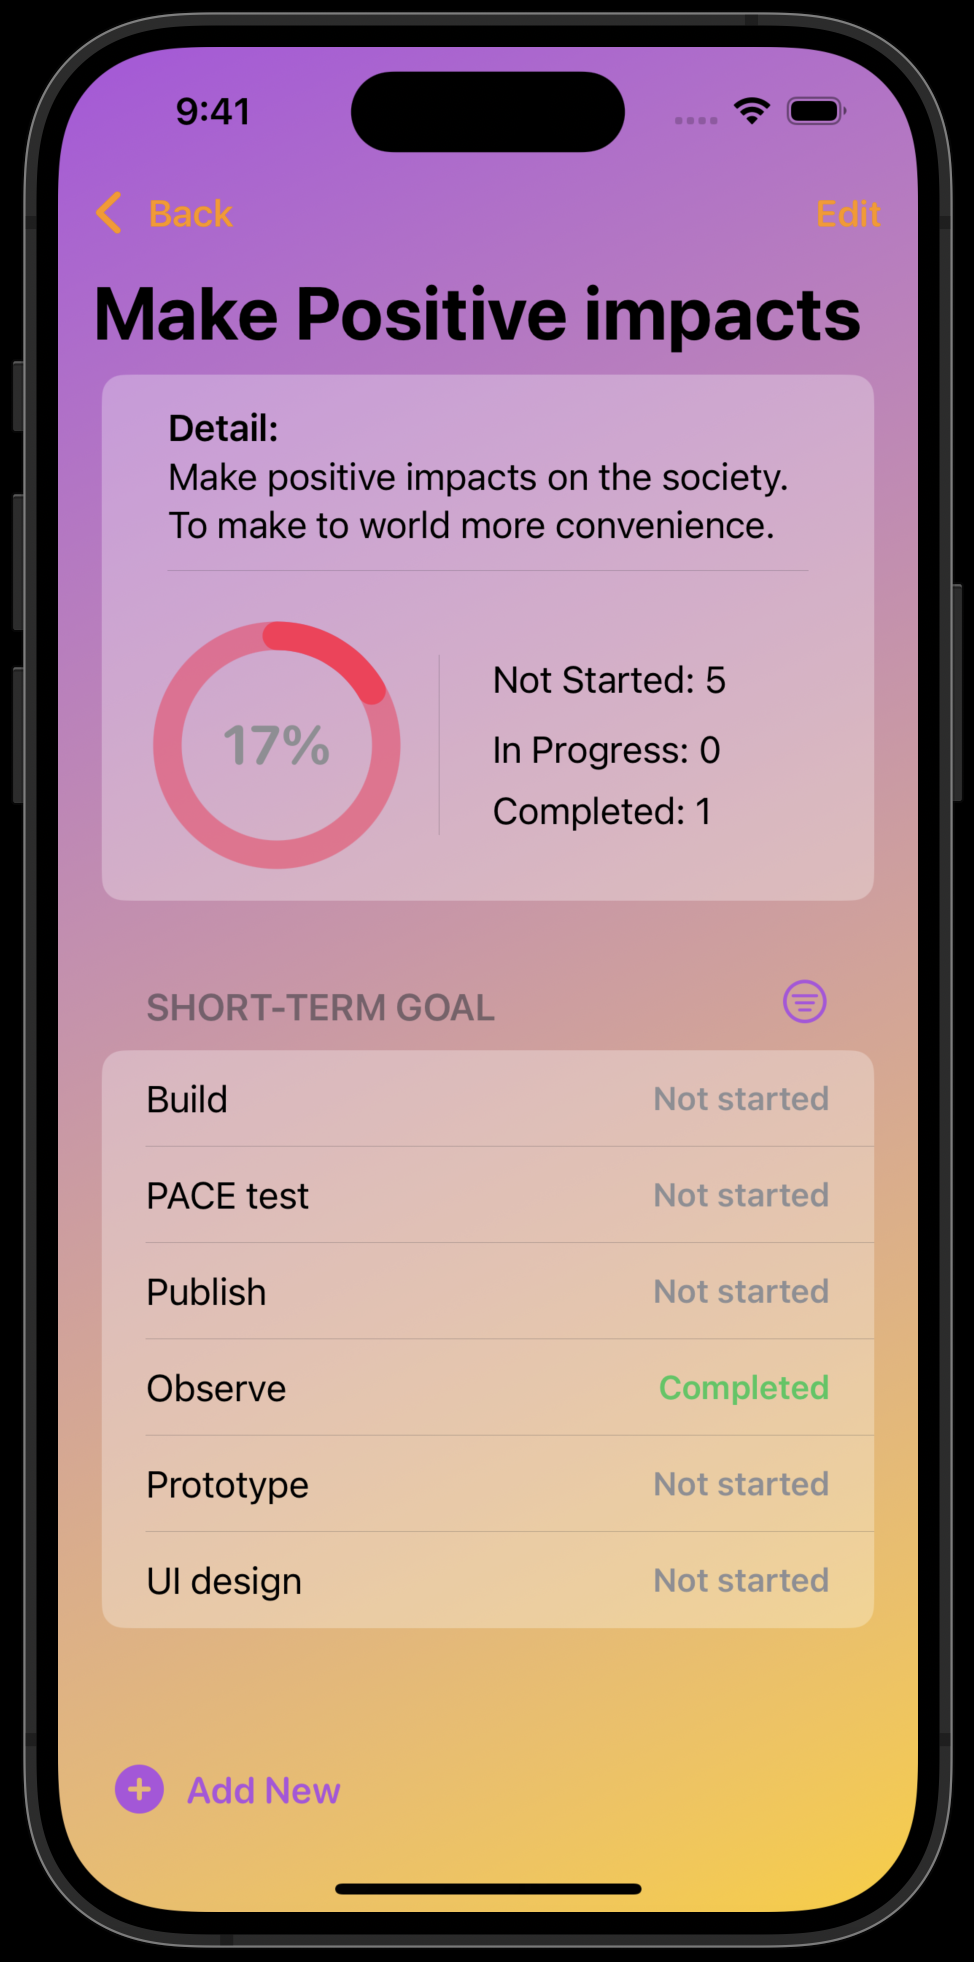 9:41
Back
Edit
Make Positive impacts
Detail:
Make positive impacts on the society.
To make to world more convenience.
17%
Not Started: 5
In Progress: 0
Completed: 1
SHORT-TERM GOAL
Build Not started
PACE test Not started
Publish Not started
Observe Completed
Prototype Not started
UI design Not started
Add New